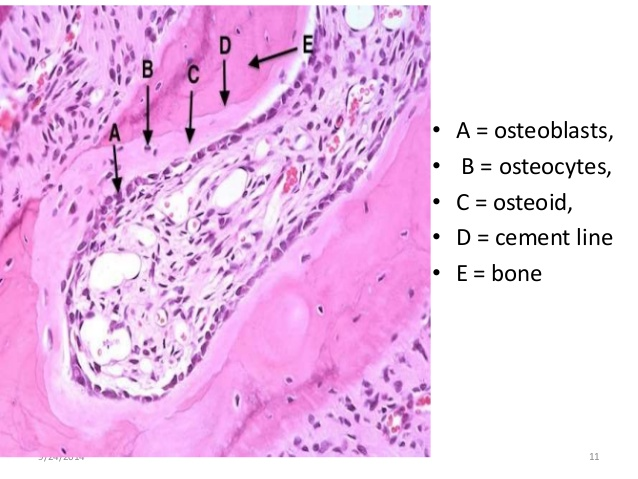 A
B
C
D
E
• A = osteoblasts,
• B = osteocytes,
• C = osteoid,
• D = cement line
• E = bone
11